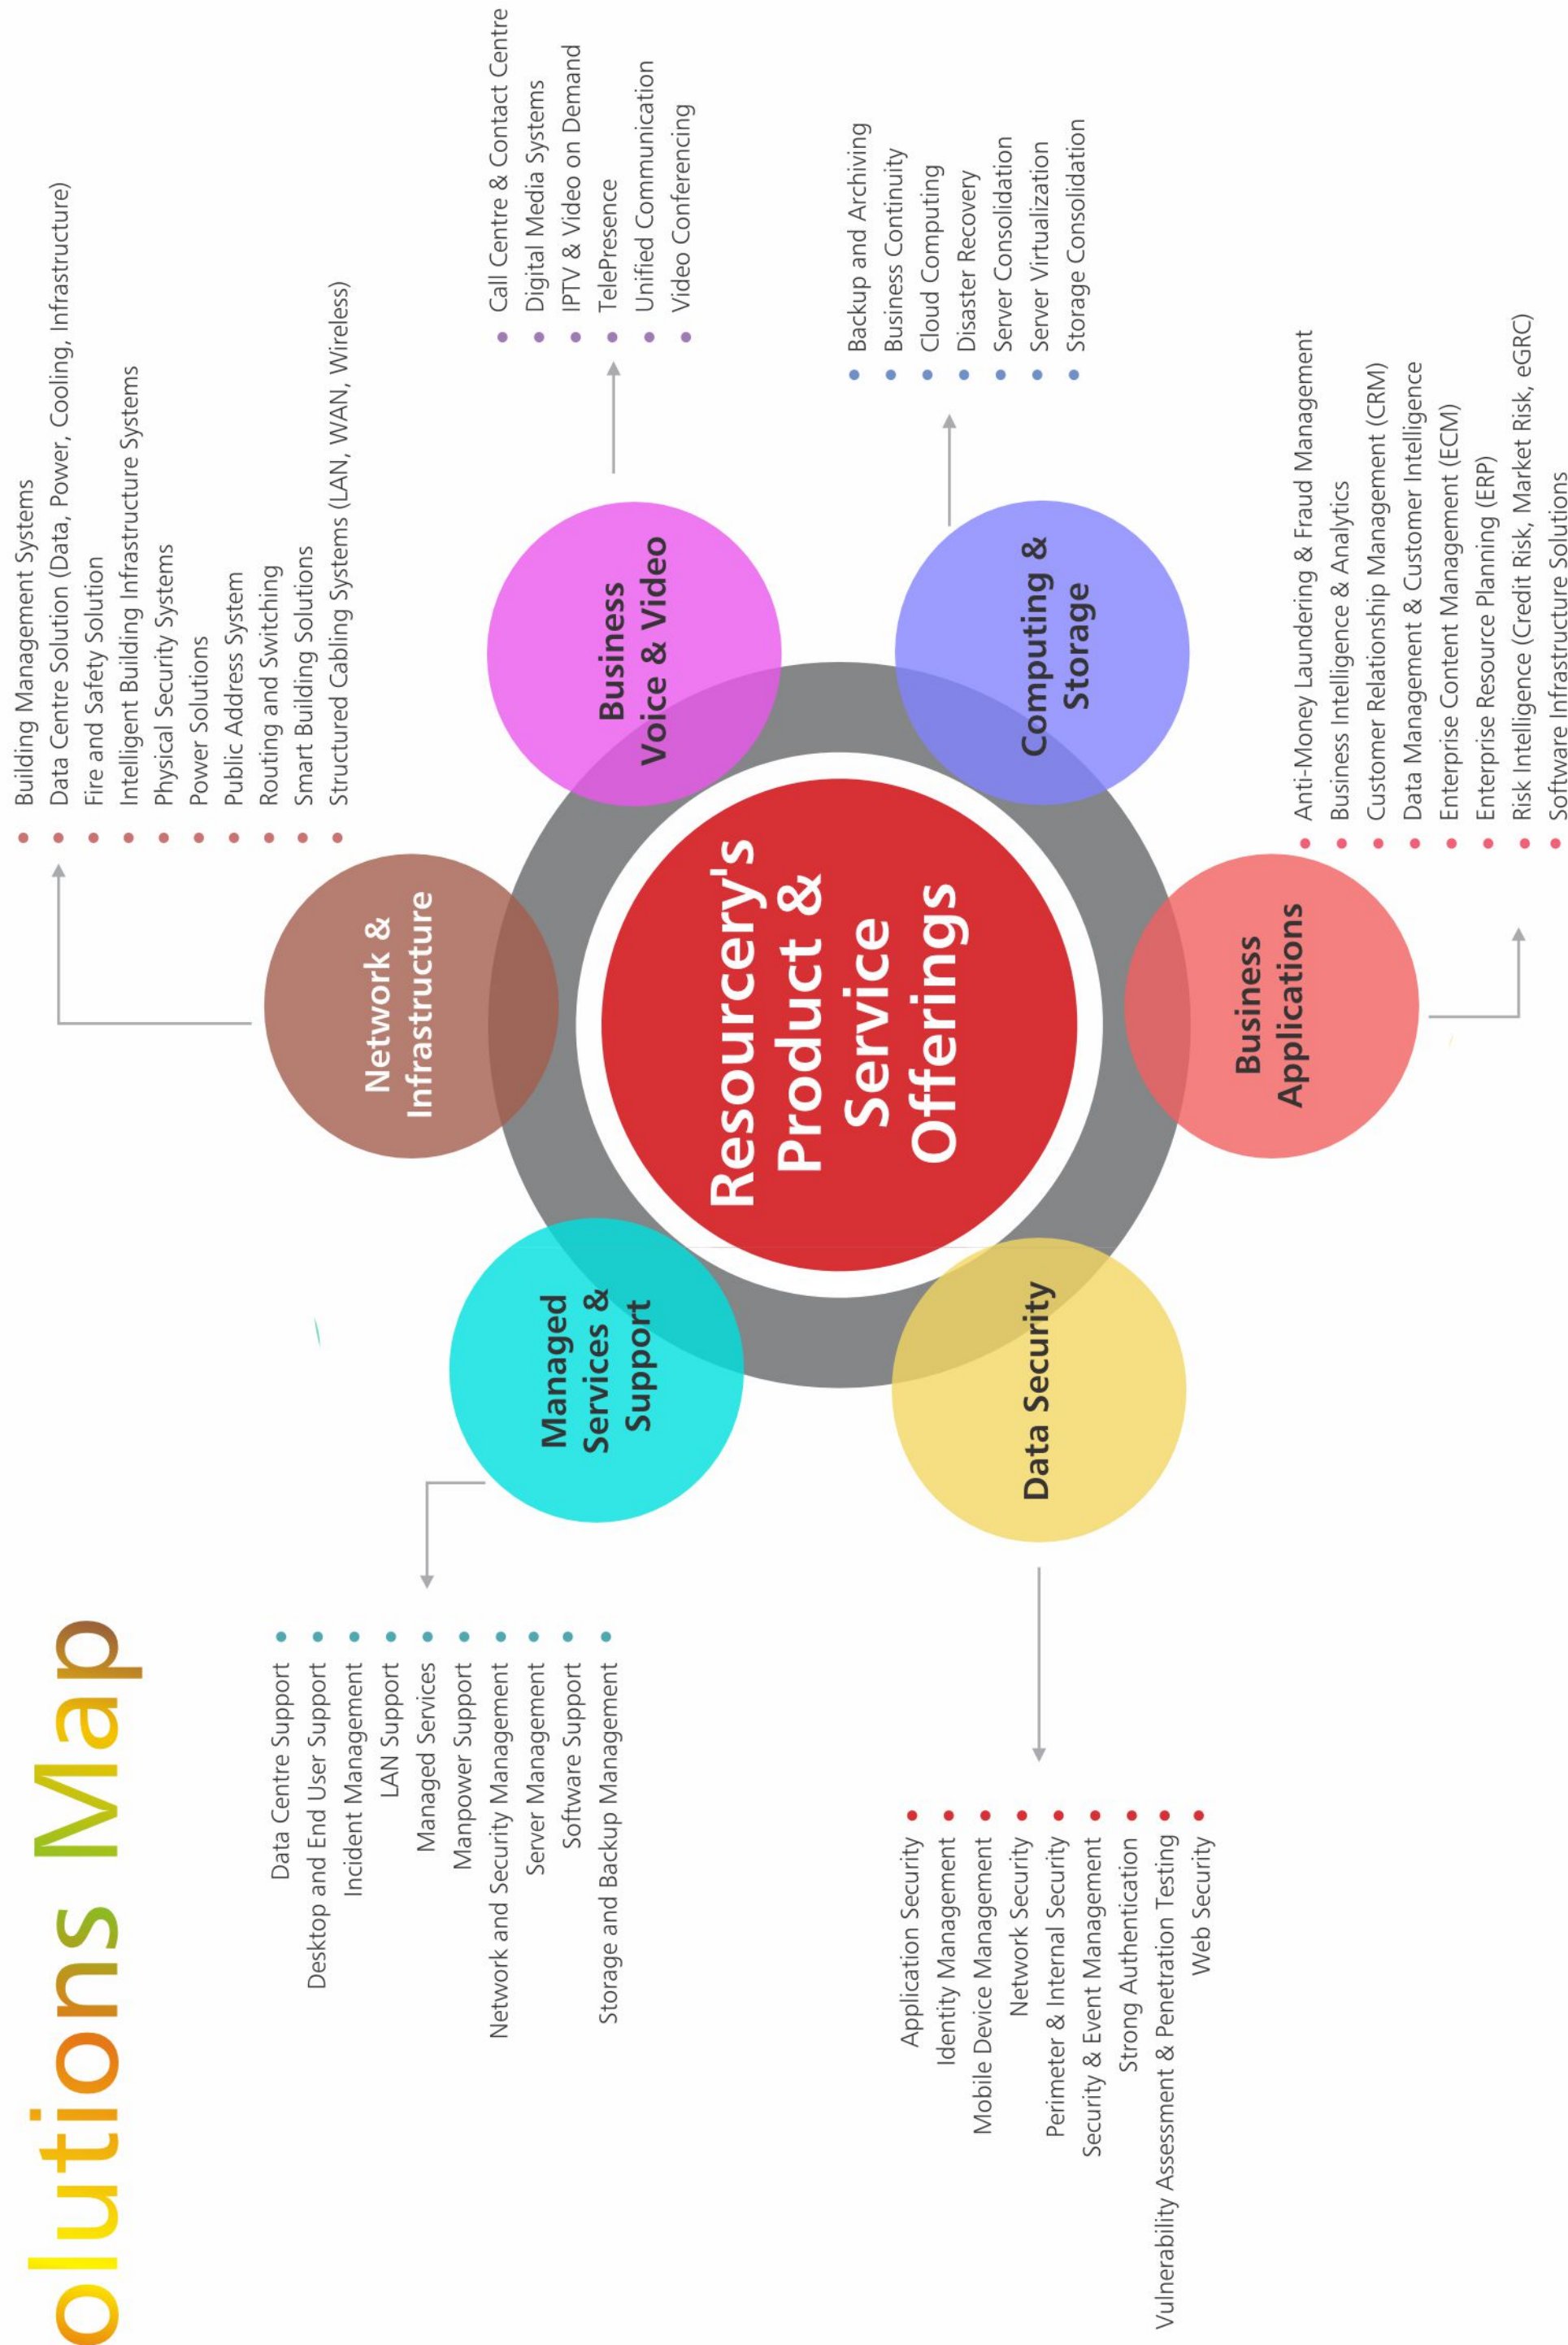 olutions Map
Building Management Systems
Data Centre Solution (Data, Power, Cooling, Infrastructure)
Fire and Safety Solution
Intelligent Building Infrastructure Systems
Physical Security Systems
Power Solutions
Public Address System
Routing and Switching
Smart Building Solutions
Structured Cabling Systems (LAN, WAN, Wireless)
Network &
Infrastructure
Call Centre & Contact Centre
Digital Media Systems
IPTV & Video on Demand
TelePresence
Unified Communication
Video Conferencing
Business
Voice & Video
Data Centre Support
Desktop and End User Support
Incident Management
LAN Support
Managed Services
Manpower Support
Network and Security Management
Server Management
Software Support
Storage and Backup Management
Managed
Services &
Support
Resourcery's
Product &
Service
Offerings
Backup and Archiving
Business Continuity
Cloud Computing
Disaster Recovery
Server Consolidation
Server Virtualization
Storage Consolidation
Computing &
Storage
Application Security
Identity Management
Mobile Device Management
Network Security
Perimeter & Internal Security
Security & Event Management
Strong Authentication
Vulnerability Assessment & Penetration Testing
Web Security
Data Security
Business
Applications
Anti-Money Laundering & Fraud Management
Business Intelligence & Analytics
Customer Relationship Management (CRM)
Data Management & Customer Intelligence
Enterprise Content Management (ECM)
Enterprise Resource Planning (ERP)
Risk Intelligence (Credit Risk, Market Risk, eGRC)
Software Infrastructure Solutions